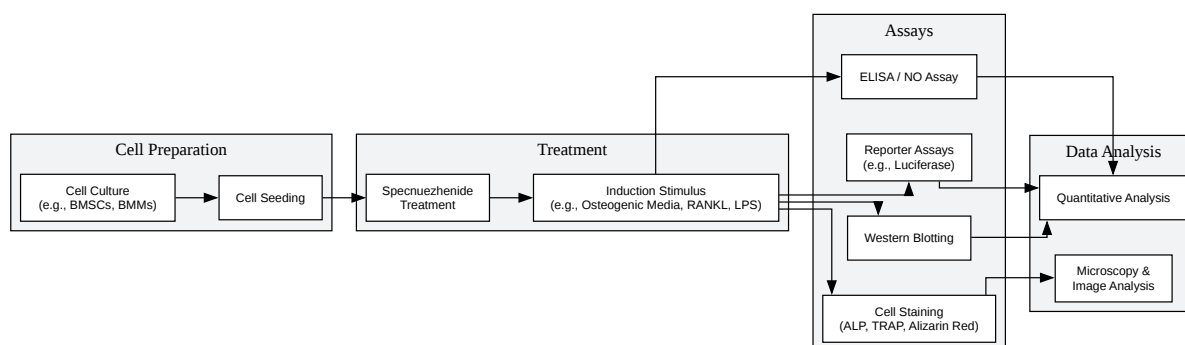 Cell Preparation
Cell Culture
(e.g., BMSCs, BMMs)
Cell Seeding
Treatment
Specnuezhenide
Treatment
Induction Stimulus
(e.g., Osteogenic Media, RANKL, LPS)
Assays
ELISA / NO Assay
Reporter Assays
(e.g., Luciferase)
Western Blotting
Cell Staining
(ALP, TRAP, Alizarin Red)
Data Analysis
Quantitative Analysis
Microscopy &
Image Analysis